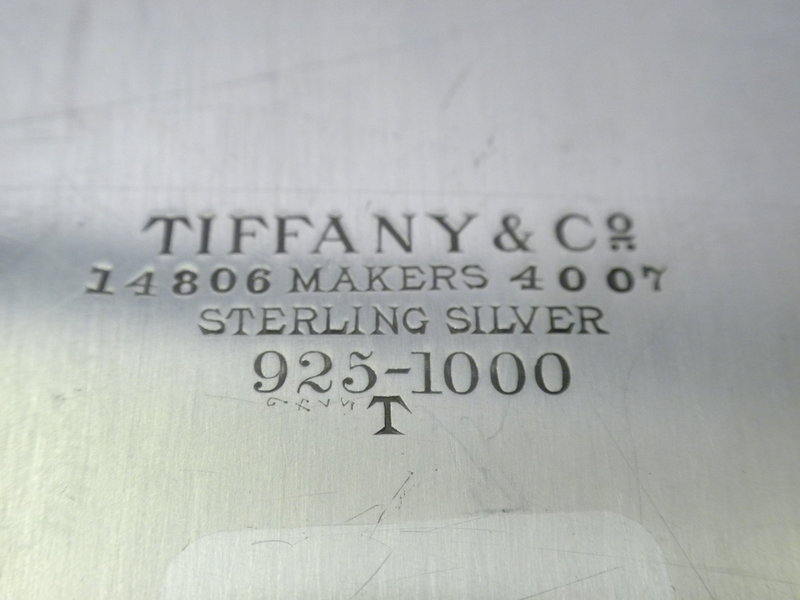 TIFFANY & Cº
14806 MAKERS 4007
STERLING SILVER
925-1000
T